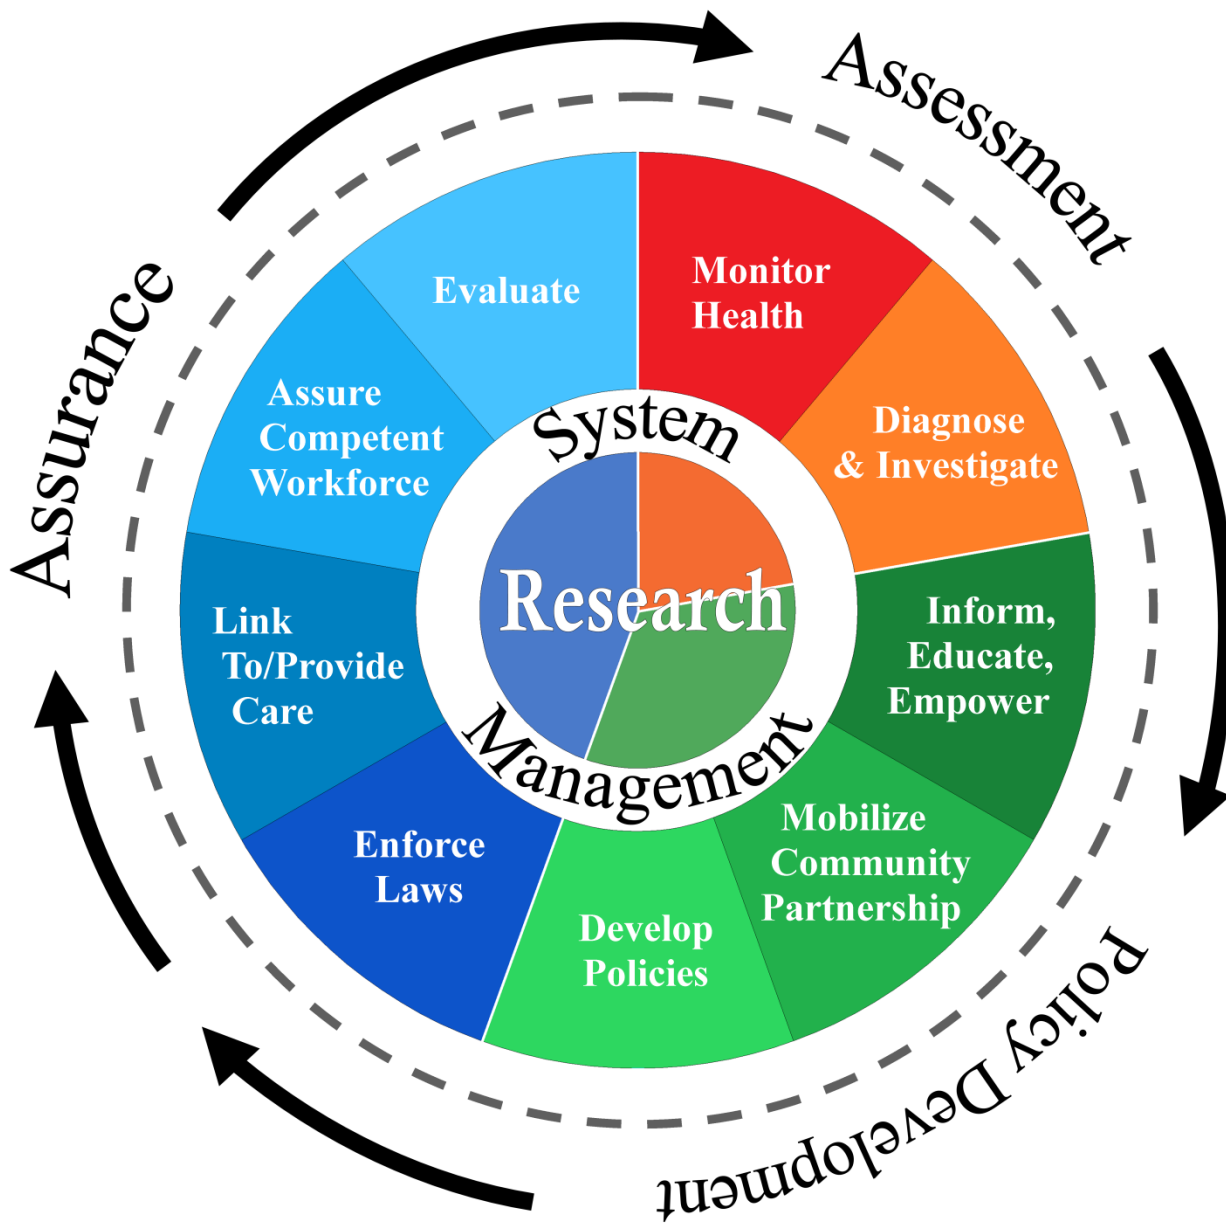 Assessment
Monitor
Health
Diagnose
& Investigate
Inform,
Educate,
Empower
Mobilize
Community
Partnership
Policy Development
Develop
Policies
Enforce
Laws
Link
To/Provide
Care
Assure
Competent
Workforce
Evaluate
Assurance
System
Management
Research